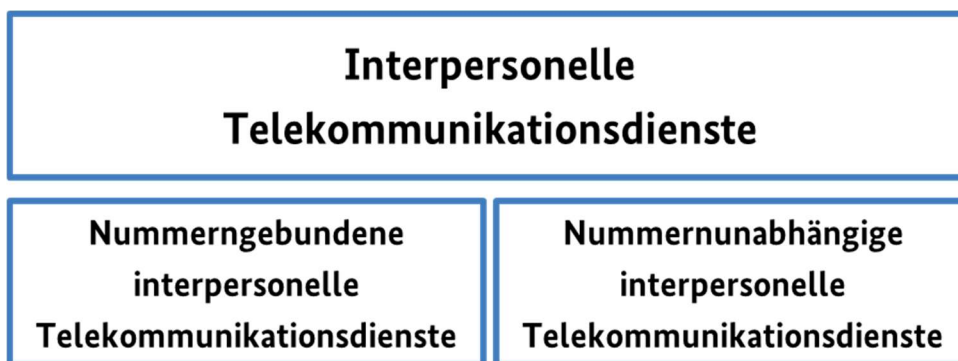 Interpersonelle
Telekommunikationsdienste
Nummerngebundene
interpersonelle
Telekommunikationsdienste
Nummernunabhängige
interpersonelle
Telekommunikationsdienste